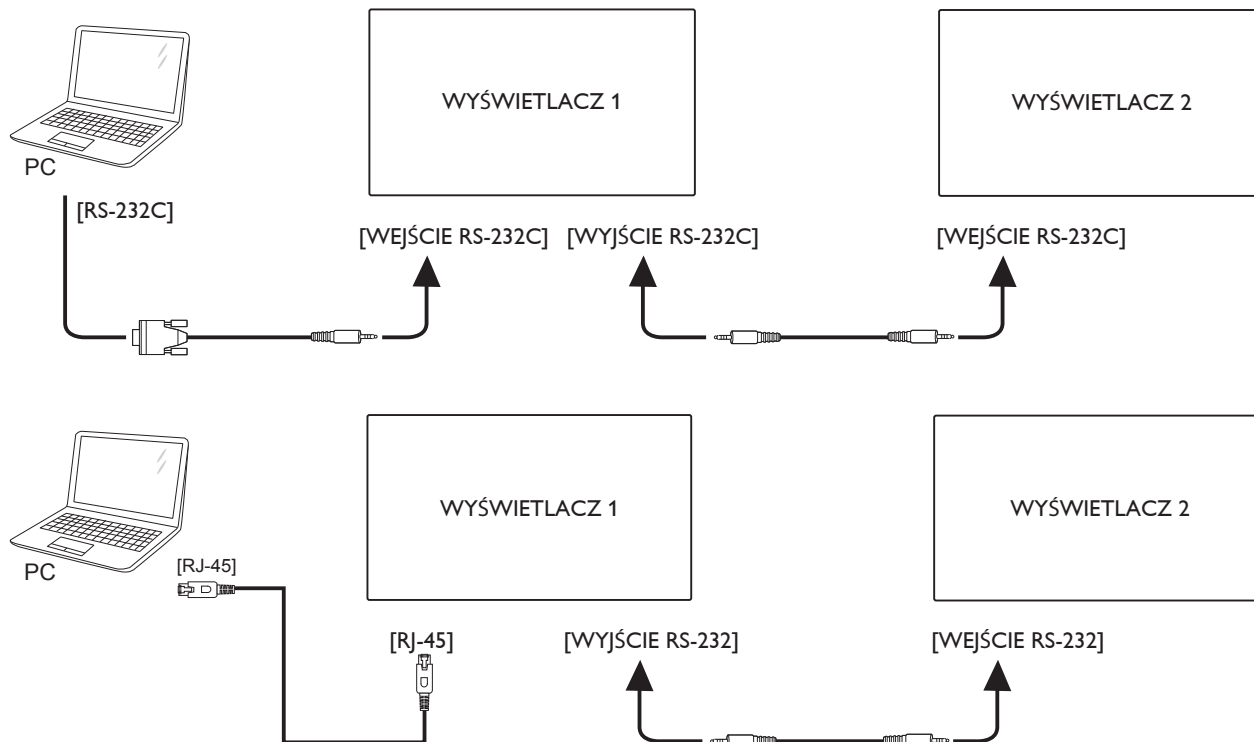 WYŚWIETLACZ 1
WYŚWIETLACZ 2
PC
[RS-232C]
[WEJŚCIE RS-232C]
[WYJŚCIE RS-232C]
[WEJŚCIE RS-232C]
WYŚWIETLACZ 1
WYŚWIETLACZ 2
PC
[RJ-45]
[RJ-45]
[WYJŚCIE RS-232]
[WEJŚCIE RS-232]